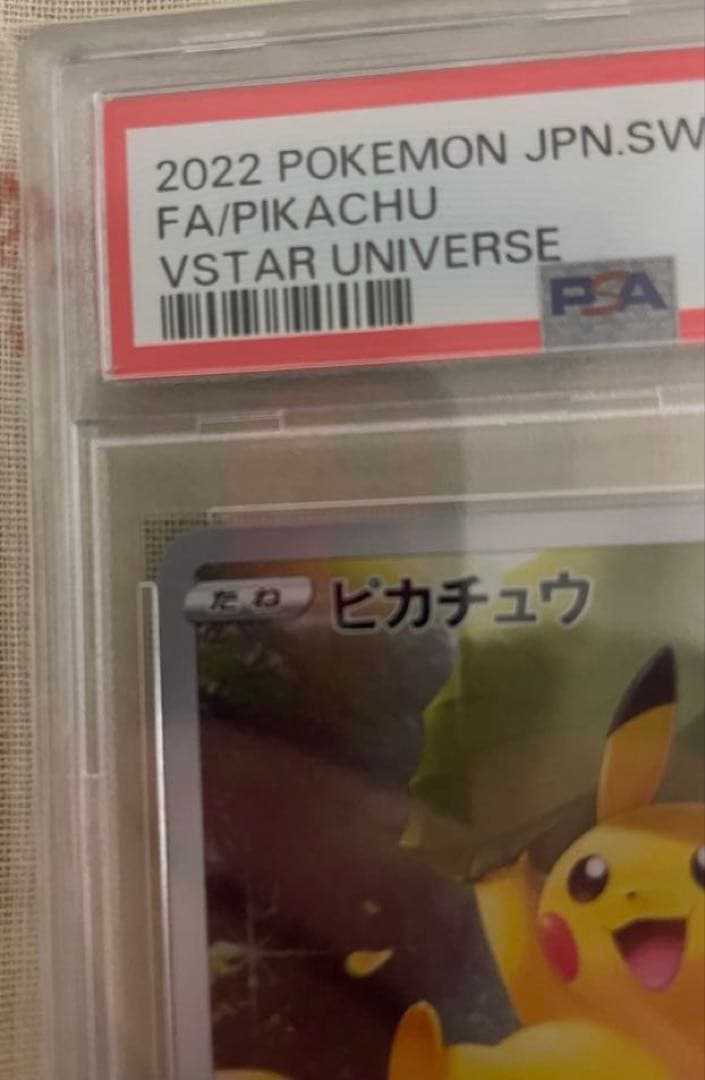 2022 POKEMON JPN.SW
FA/PIKACHU
VSTAR UNIVERSE
PSA
たね ピカチュウ